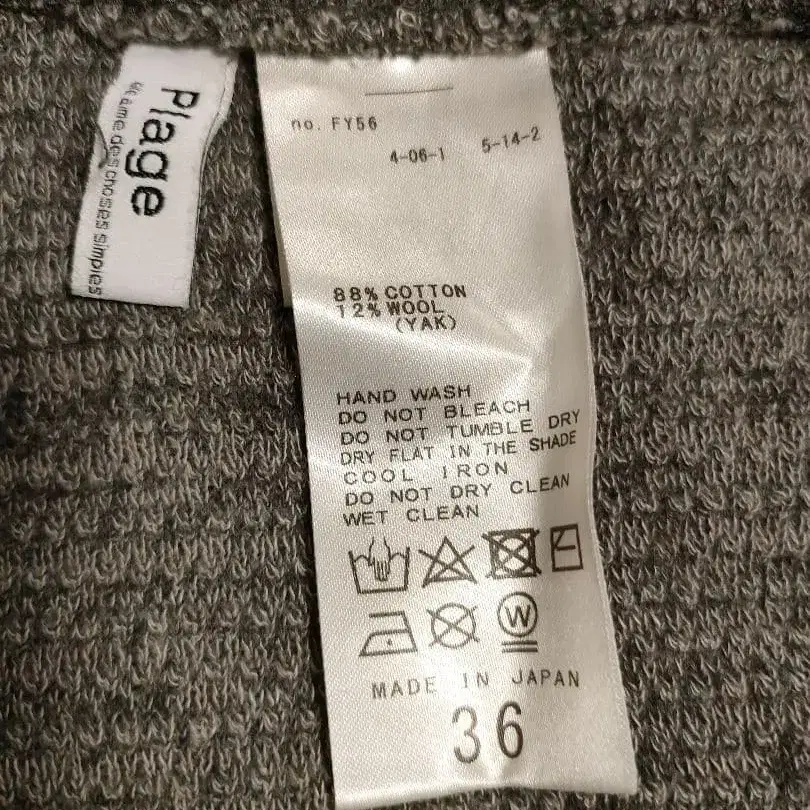 Plage
et ame des choses simples
no. FY56
4-06-1 5-14-2
88% COTTON
12% WOOL
(YAK)
HAND WASH
DO NOT BLEACH
DO NOT TUMBLE DRY
DRY FLAT IN THE SHADE
COOL IRON
DO NOT DRY CLEAN
WET CLEAN
W
MADE IN JAPAN
36